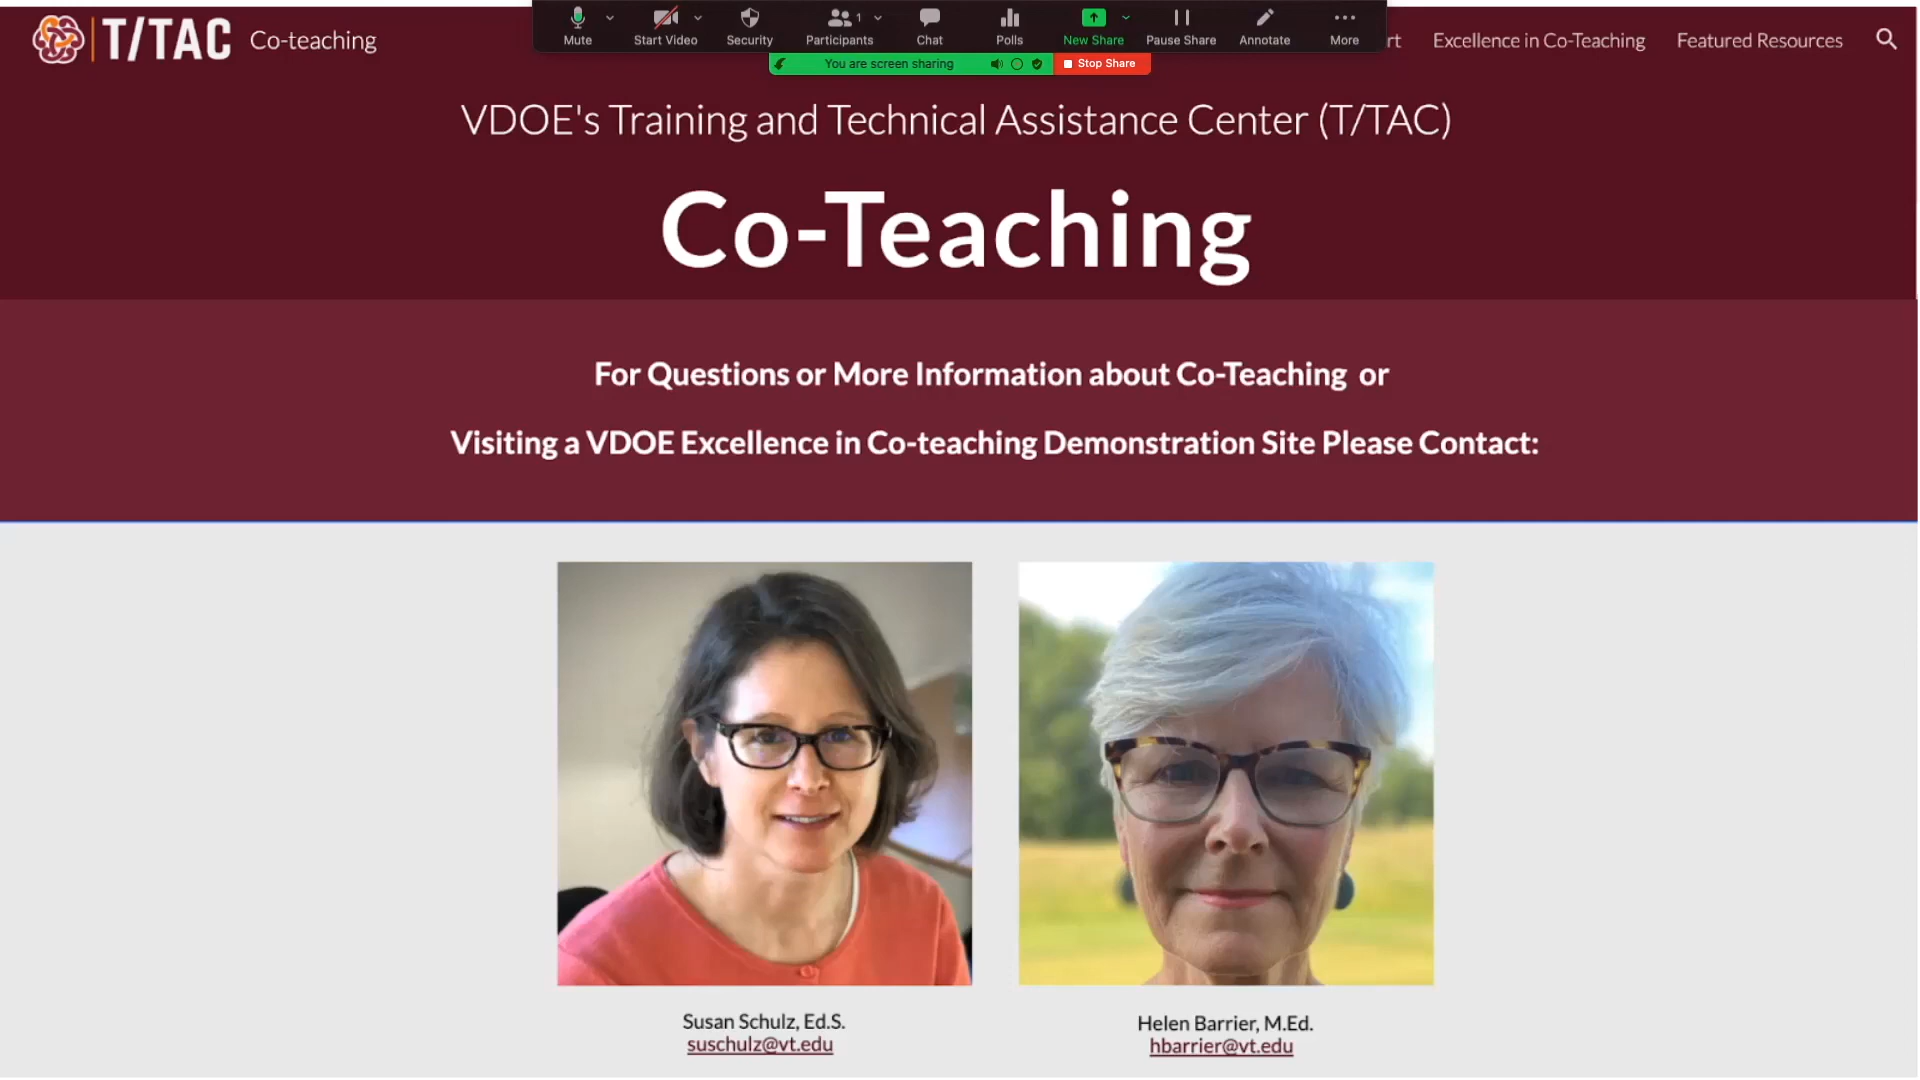 T/TAC Co-teaching
Mute
Start Video
Security
1
Participants
Chat
Polls
New Share
Pause Share
Annotate
More
You are screen sharing
Stop Share
rt
Excellence in Co-Teaching
Featured Resources
VDOE's Training and Technical Assistance Center (T/TAC)
Co-Teaching
For Questions or More Information about Co-Teaching or
Visiting a VDOE Excellence in Co-teaching Demonstration Site Please Contact:
Susan Schulz, Ed.S.
suschulz@vt.edu
Helen Barrier, M.Ed.
hbarrier@vt.edu